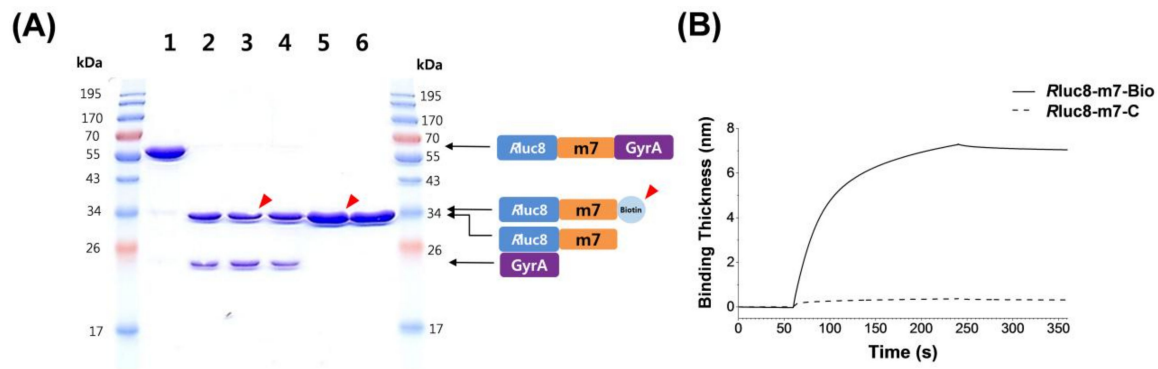 (A)
1 2 3 4 5 6
kDa
195
170
70
55
43
34
26
17
kDa
195
170
70
55
43
34
26
17
Rluc8 m7 GyrA
Rluc8 m7 Biotin
Rluc8 m7
GyrA
(B)
Rluc8-m7-Bio
Rluc8-m7-C
Binding Thickness (nm)
8
6
4
2
0
0 50 100 150 200 250 300 350
Time (s)